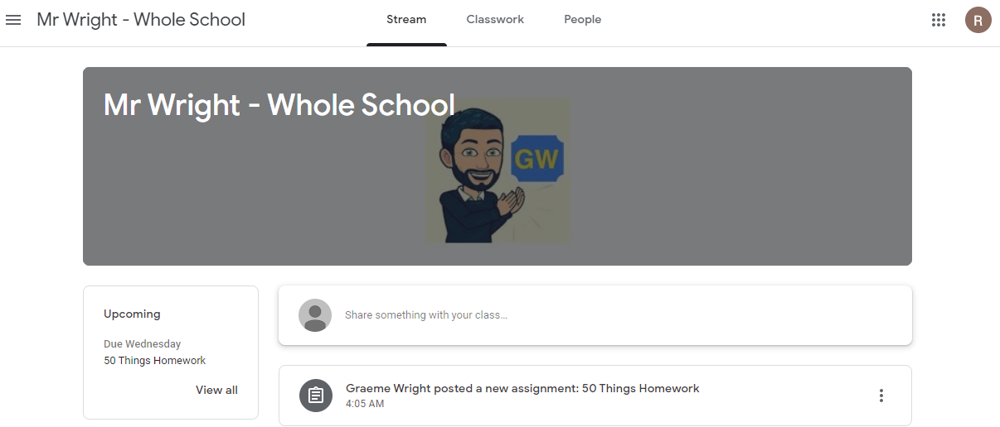 Mr Wright - Whole School
Stream
Classwork
People
R
Mr Wright - Whole School
GW
Upcoming
Due Wednesday
50 Things Homework
View all
Share something with your class...
Graeme Wright posted a new assignment: 50 Things Homework
4:05 AM